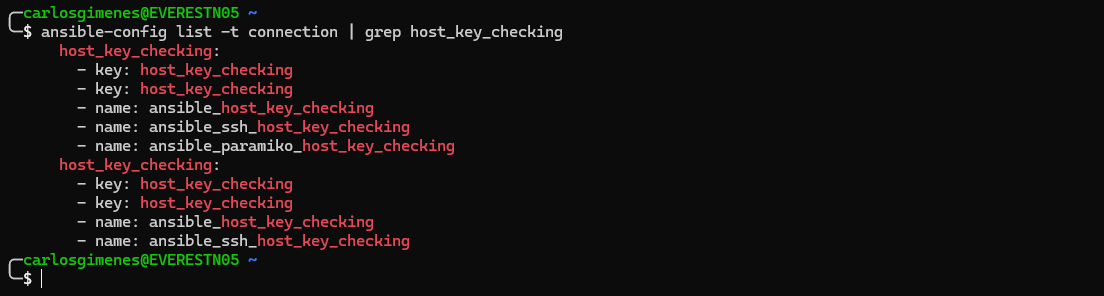 carlosgimenes@EVERESTN05 ~
$ ansible-config list -t connection | grep host_key_checking
    host_key_checking:
      - key: host_key_checking
      - key: host_key_checking
      - name: ansible_host_key_checking
      - name: ansible_ssh_host_key_checking
      - name: ansible_paramiko_host_key_checking
    host_key_checking:
      - key: host_key_checking
      - key: host_key_checking
      - name: ansible_host_key_checking
      - name: ansible_ssh_host_key_checking
carlosgimenes@EVERESTN05 ~
$